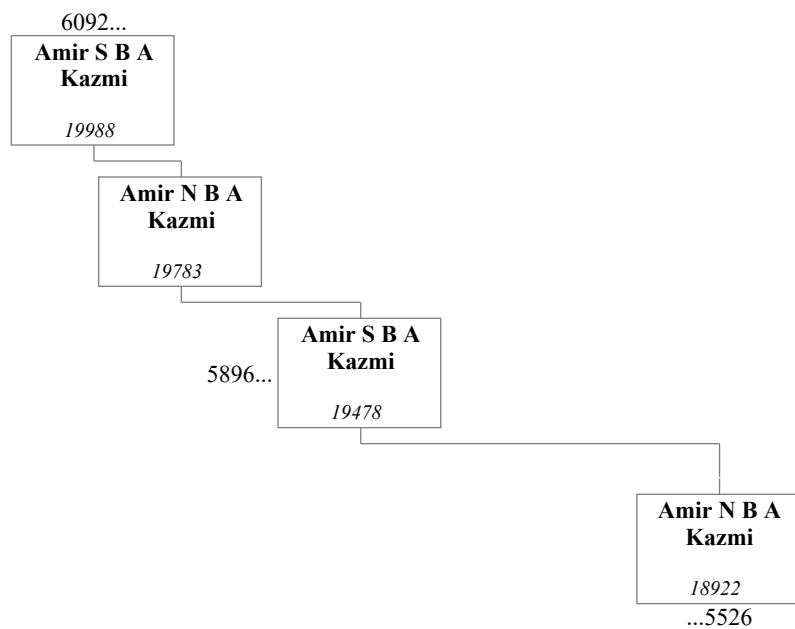 6092...
Amir S B A
Kazmi
19988
Amir N B A
Kazmi
19783
Amir S B A
Kazmi
5896...
19478
Amir N B A
Kazmi
18922
...5526